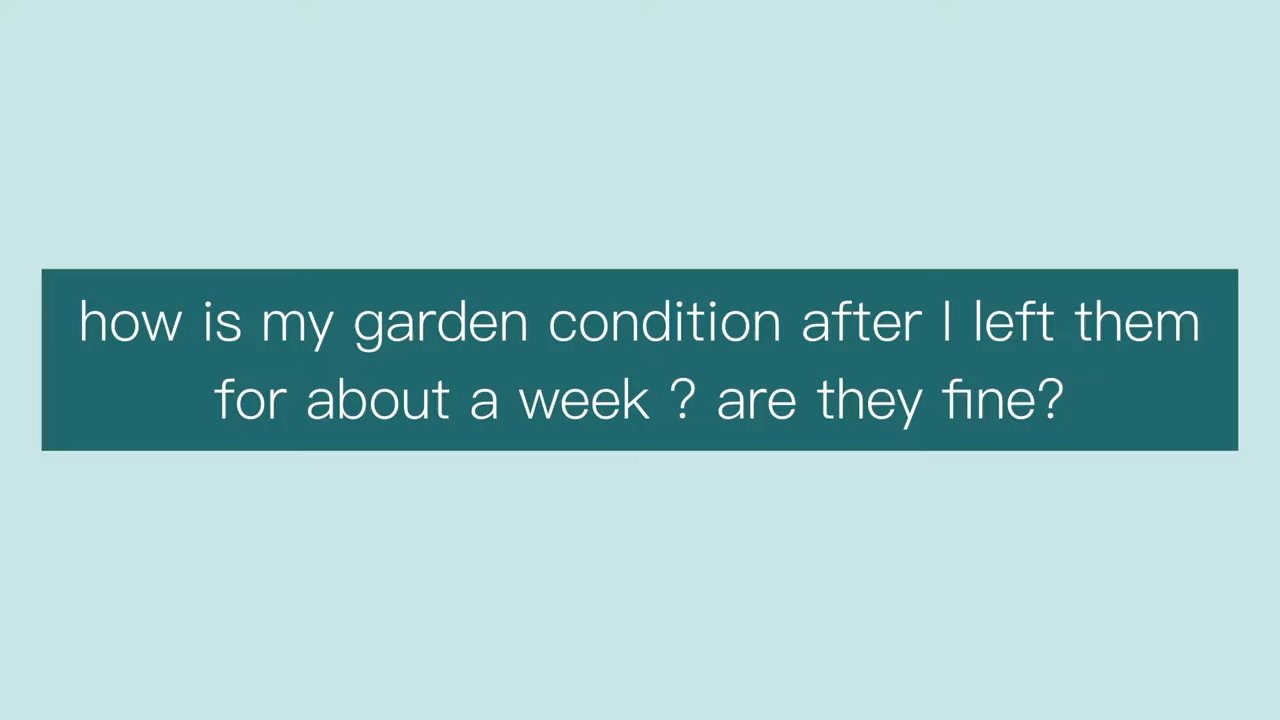 how is my garden condition after I left them
for about a week ? are they fine?